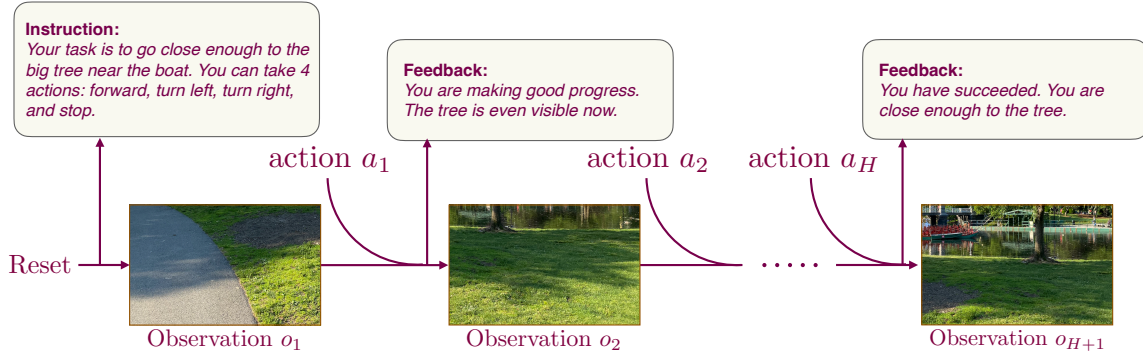 Instruction:
Your task is to go close enough to the
big tree near the boat. You can take 4
actions: forward, turn left, turn right,
and stop.
Feedback:
You are making good progress.
The tree is even visible now.
Feedback:
You have succeeded. You are
close enough to the tree.
action a₁
action a₂
action a_H
Reset
.....
Observation o₁
Observation o₂
Observation o_{H+1}